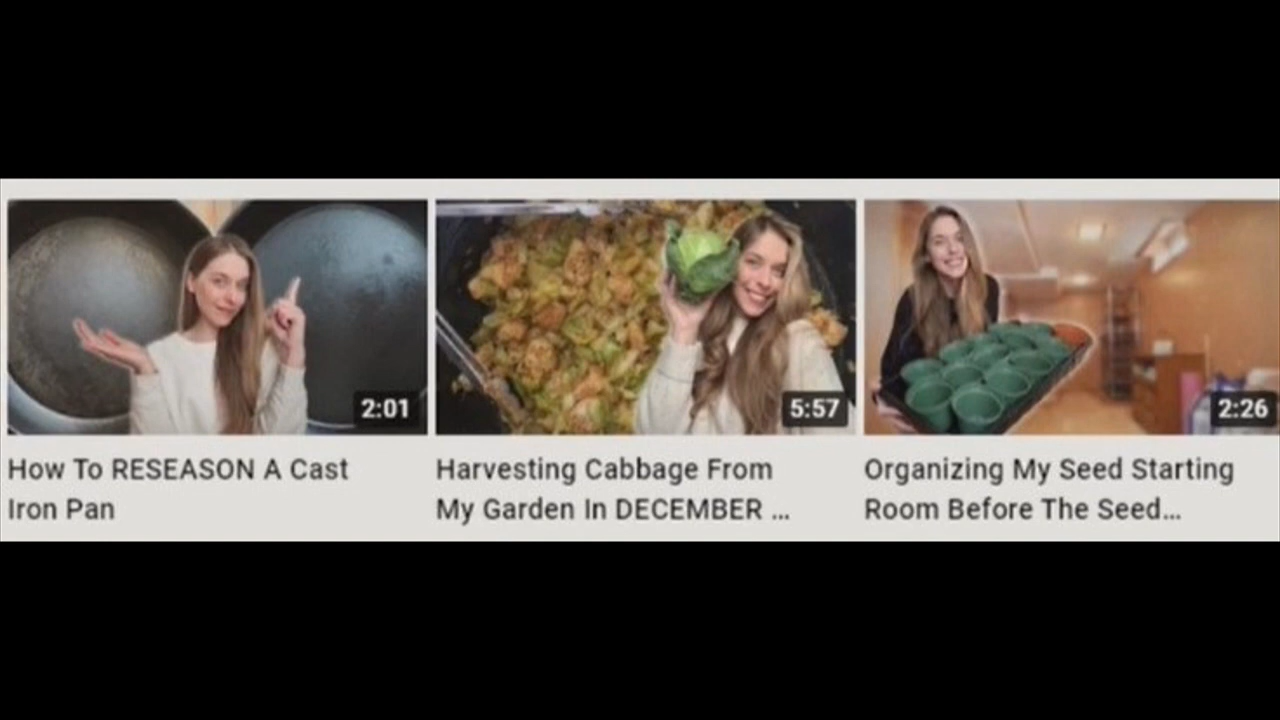 2:01
5:57
2:26
How To RESEASON A Cast
Iron Pan
Harvesting Cabbage From
My Garden In DECEMBER ...
Organizing My Seed Starting
Room Before The Seed...